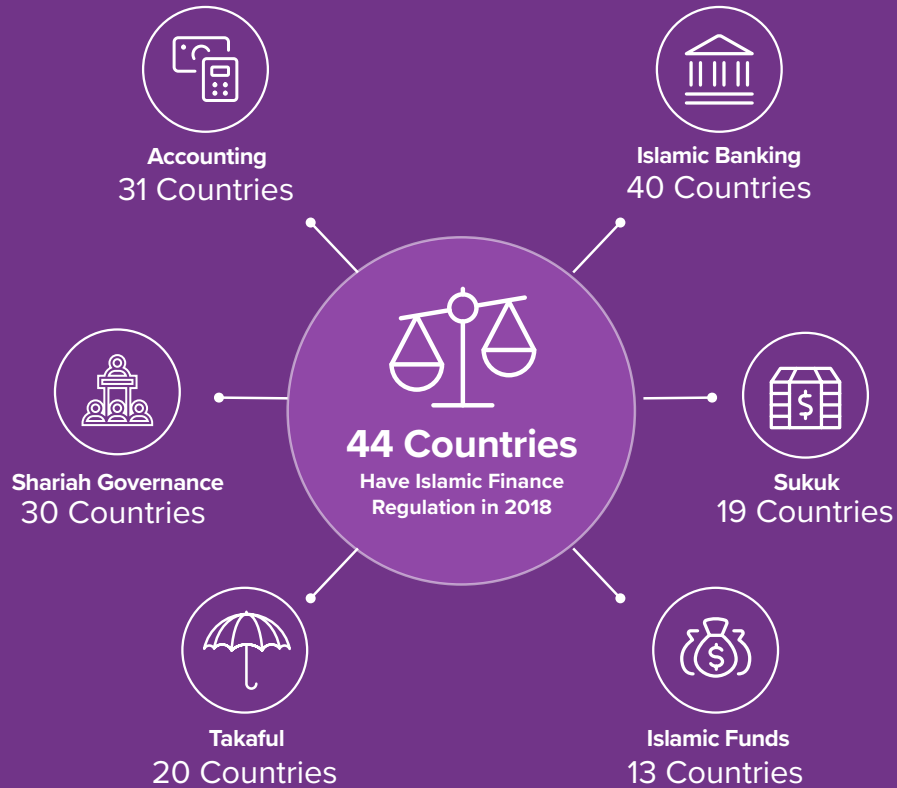 Accounting
31 Countries
Islamic Banking
40 Countries
44 Countries
Have Islamic Finance
Regulation in 2018
Shariah Governance
30 Countries
Sukuk
19 Countries
Takaful
20 Countries
Islamic Funds
13 Countries
$
$